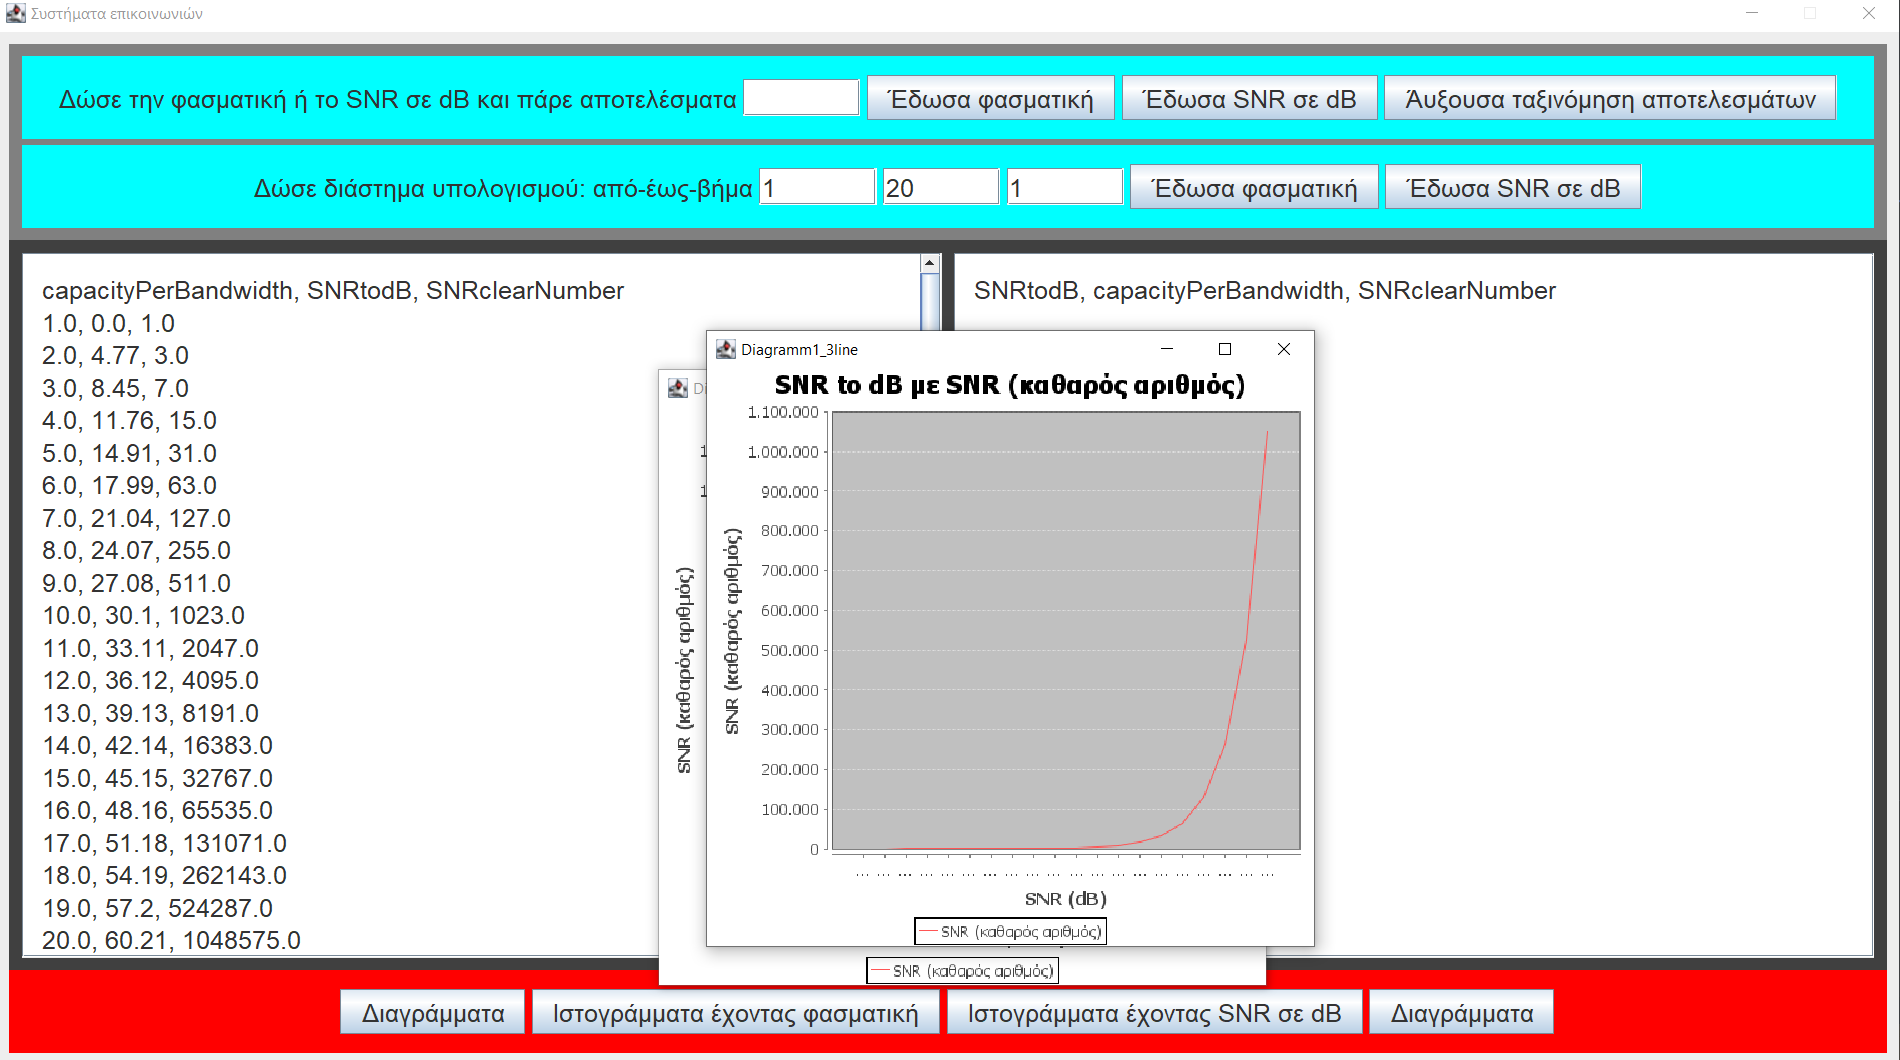 Συστήματα επικοινωνιών
Δώσε την φασματική ή το SNR σε dB και πάρε αποτελέσματα
Έδωσα φασματική
Έδωσα SNR σε dB
Άυξουσα ταξινόμηση αποτελεσμάτων
Δώσε διάστημα υπολογισμού: από-έως-βήμα
1
20
1
Έδωσα φασματική
Έδωσα SNR σε dB
capacityPerBandwidth, SNRtodB, SNRclearNumber
1.0, 0.0, 1.0
2.0, 4.77, 3.0
3.0, 8.45, 7.0
4.0, 11.76, 15.0
5.0, 14.91, 31.0
6.0, 17.99, 63.0
7.0, 21.04, 127.0
8.0, 24.07, 255.0
9.0, 27.08, 511.0
10.0, 30.1, 1023.0
11.0, 33.11, 2047.0
12.0, 36.12, 4095.0
13.0, 39.13, 8191.0
14.0, 42.14, 16383.0
15.0, 45.15, 32767.0
16.0, 48.16, 65535.0
17.0, 51.18, 131071.0
18.0, 54.19, 262143.0
19.0, 57.2, 524287.0
20.0, 60.21, 1048575.0
SNRtodB, capacityPerBandwidth, SNRclearNumber
SNR (καθαρός αριθμός)
SNR (καθαρός αριθμός)
Diagramm1_3line
SNR to dB με SNR (καθαρός αριθμός)
SNR (καθαρός αριθμός)
1.100.000
1.000.000
900.000
800.000
700.000
600.000
500.000
400.000
300.000
200.000
100.000
0
SNR (dB)
SNR (καθαρός αριθμός)
Διαγράμματα
Ιστογράμματα έχοντας φασματική
Ιστογράμματα έχοντας SNR σε dB
Διαγράμματα